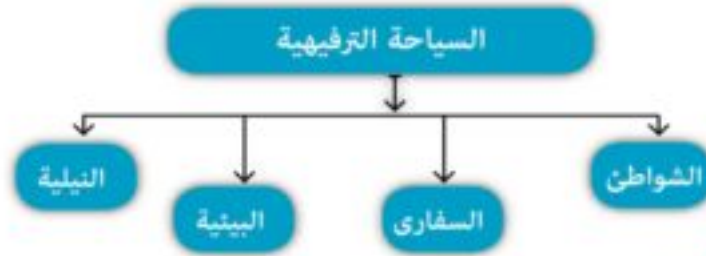 السياحة الترفيهية
الشواطئ
السفارى
البيئية
النيلية